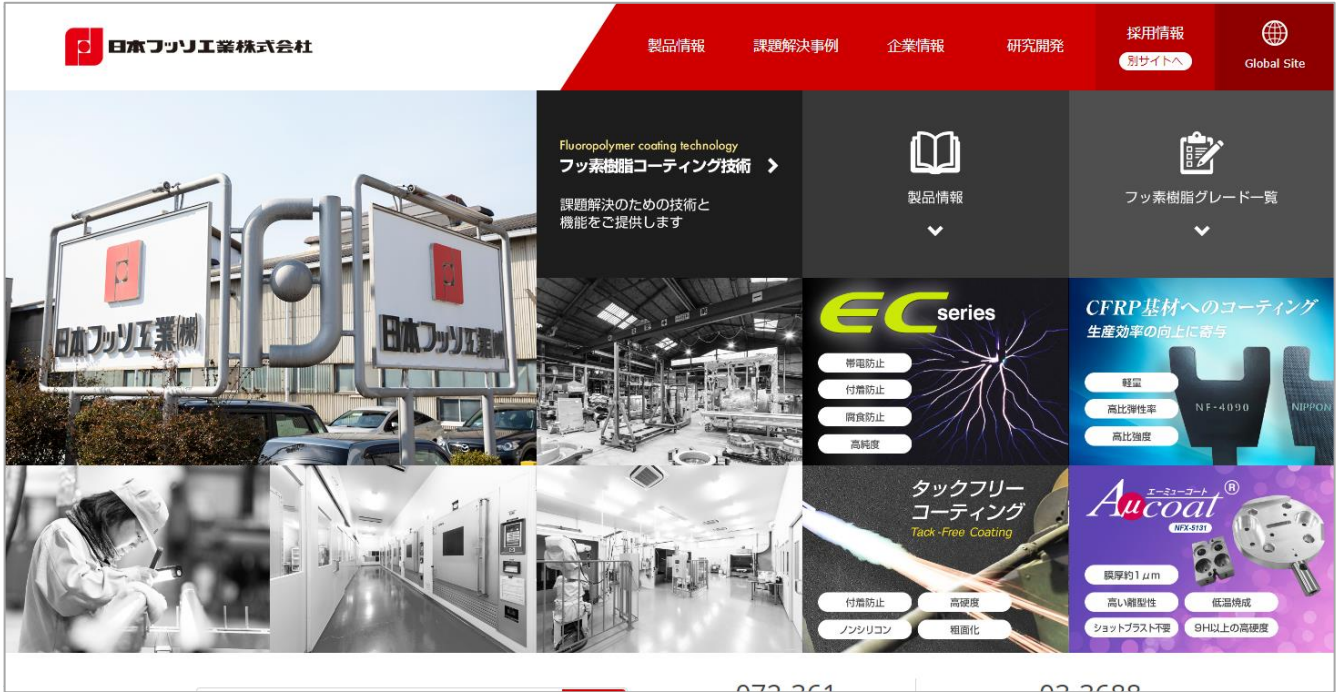 日本フッソ工業株式会社
製品情報
課題解決事例
企業情報
研究開発
採用情報
別サイトへ
Global Site
日本フッソ工業㈱
日本フッソ工業㈱
Fluoropolymer coating technology
フッ素樹脂コーティング技術
課題解決のための技術と
機能をご提供します
製品情報
フッ素樹脂グレード一覧
EC series
帯電防止
付着防止
腐食防止
高純度
CFRP基材へのコーティング
生産効率の向上に寄与
軽量
高比弾性率
高比強度
NF-4090
NIPPON
タックフリー
コーティング
Tack-Free Coating
付着防止
高硬度
ノンシリコン
粗面化
エーミューコート
Aμcoat®
NFX-5131
膜厚約1μm
高い離型性
低温焼成
ショットブラスト不要
9H以上の高硬度